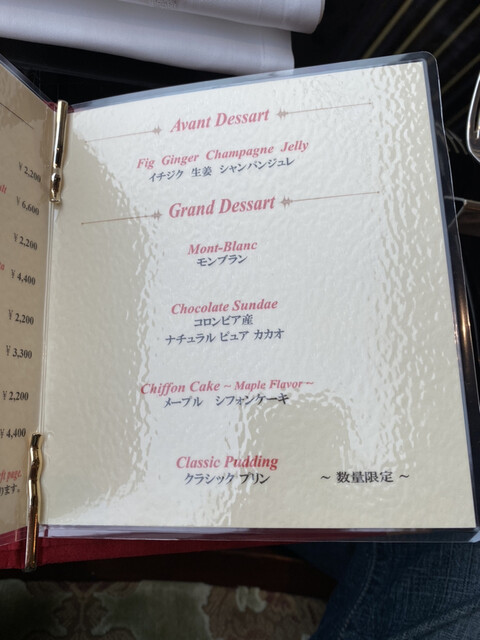 ¥2,200
¥6,600
¥2,200
¥4,400
¥2,200
¥3,300
¥2,200
¥4,400
page.
ます。
Avant Dessart
Fig Ginger Champagne Jelly
イチジク 生姜 シャンパンジュレ
Grand Dessart
Mont-Blanc
モンブラン
Chocolate Sundae
コロンビア産
ナチュラル ピュア カカオ
Chiffon Cake ~ Maple Flavor ~
メープル シフォンケーキ
Classic Pudding
クラシック プリン ～ 数量限定 ～